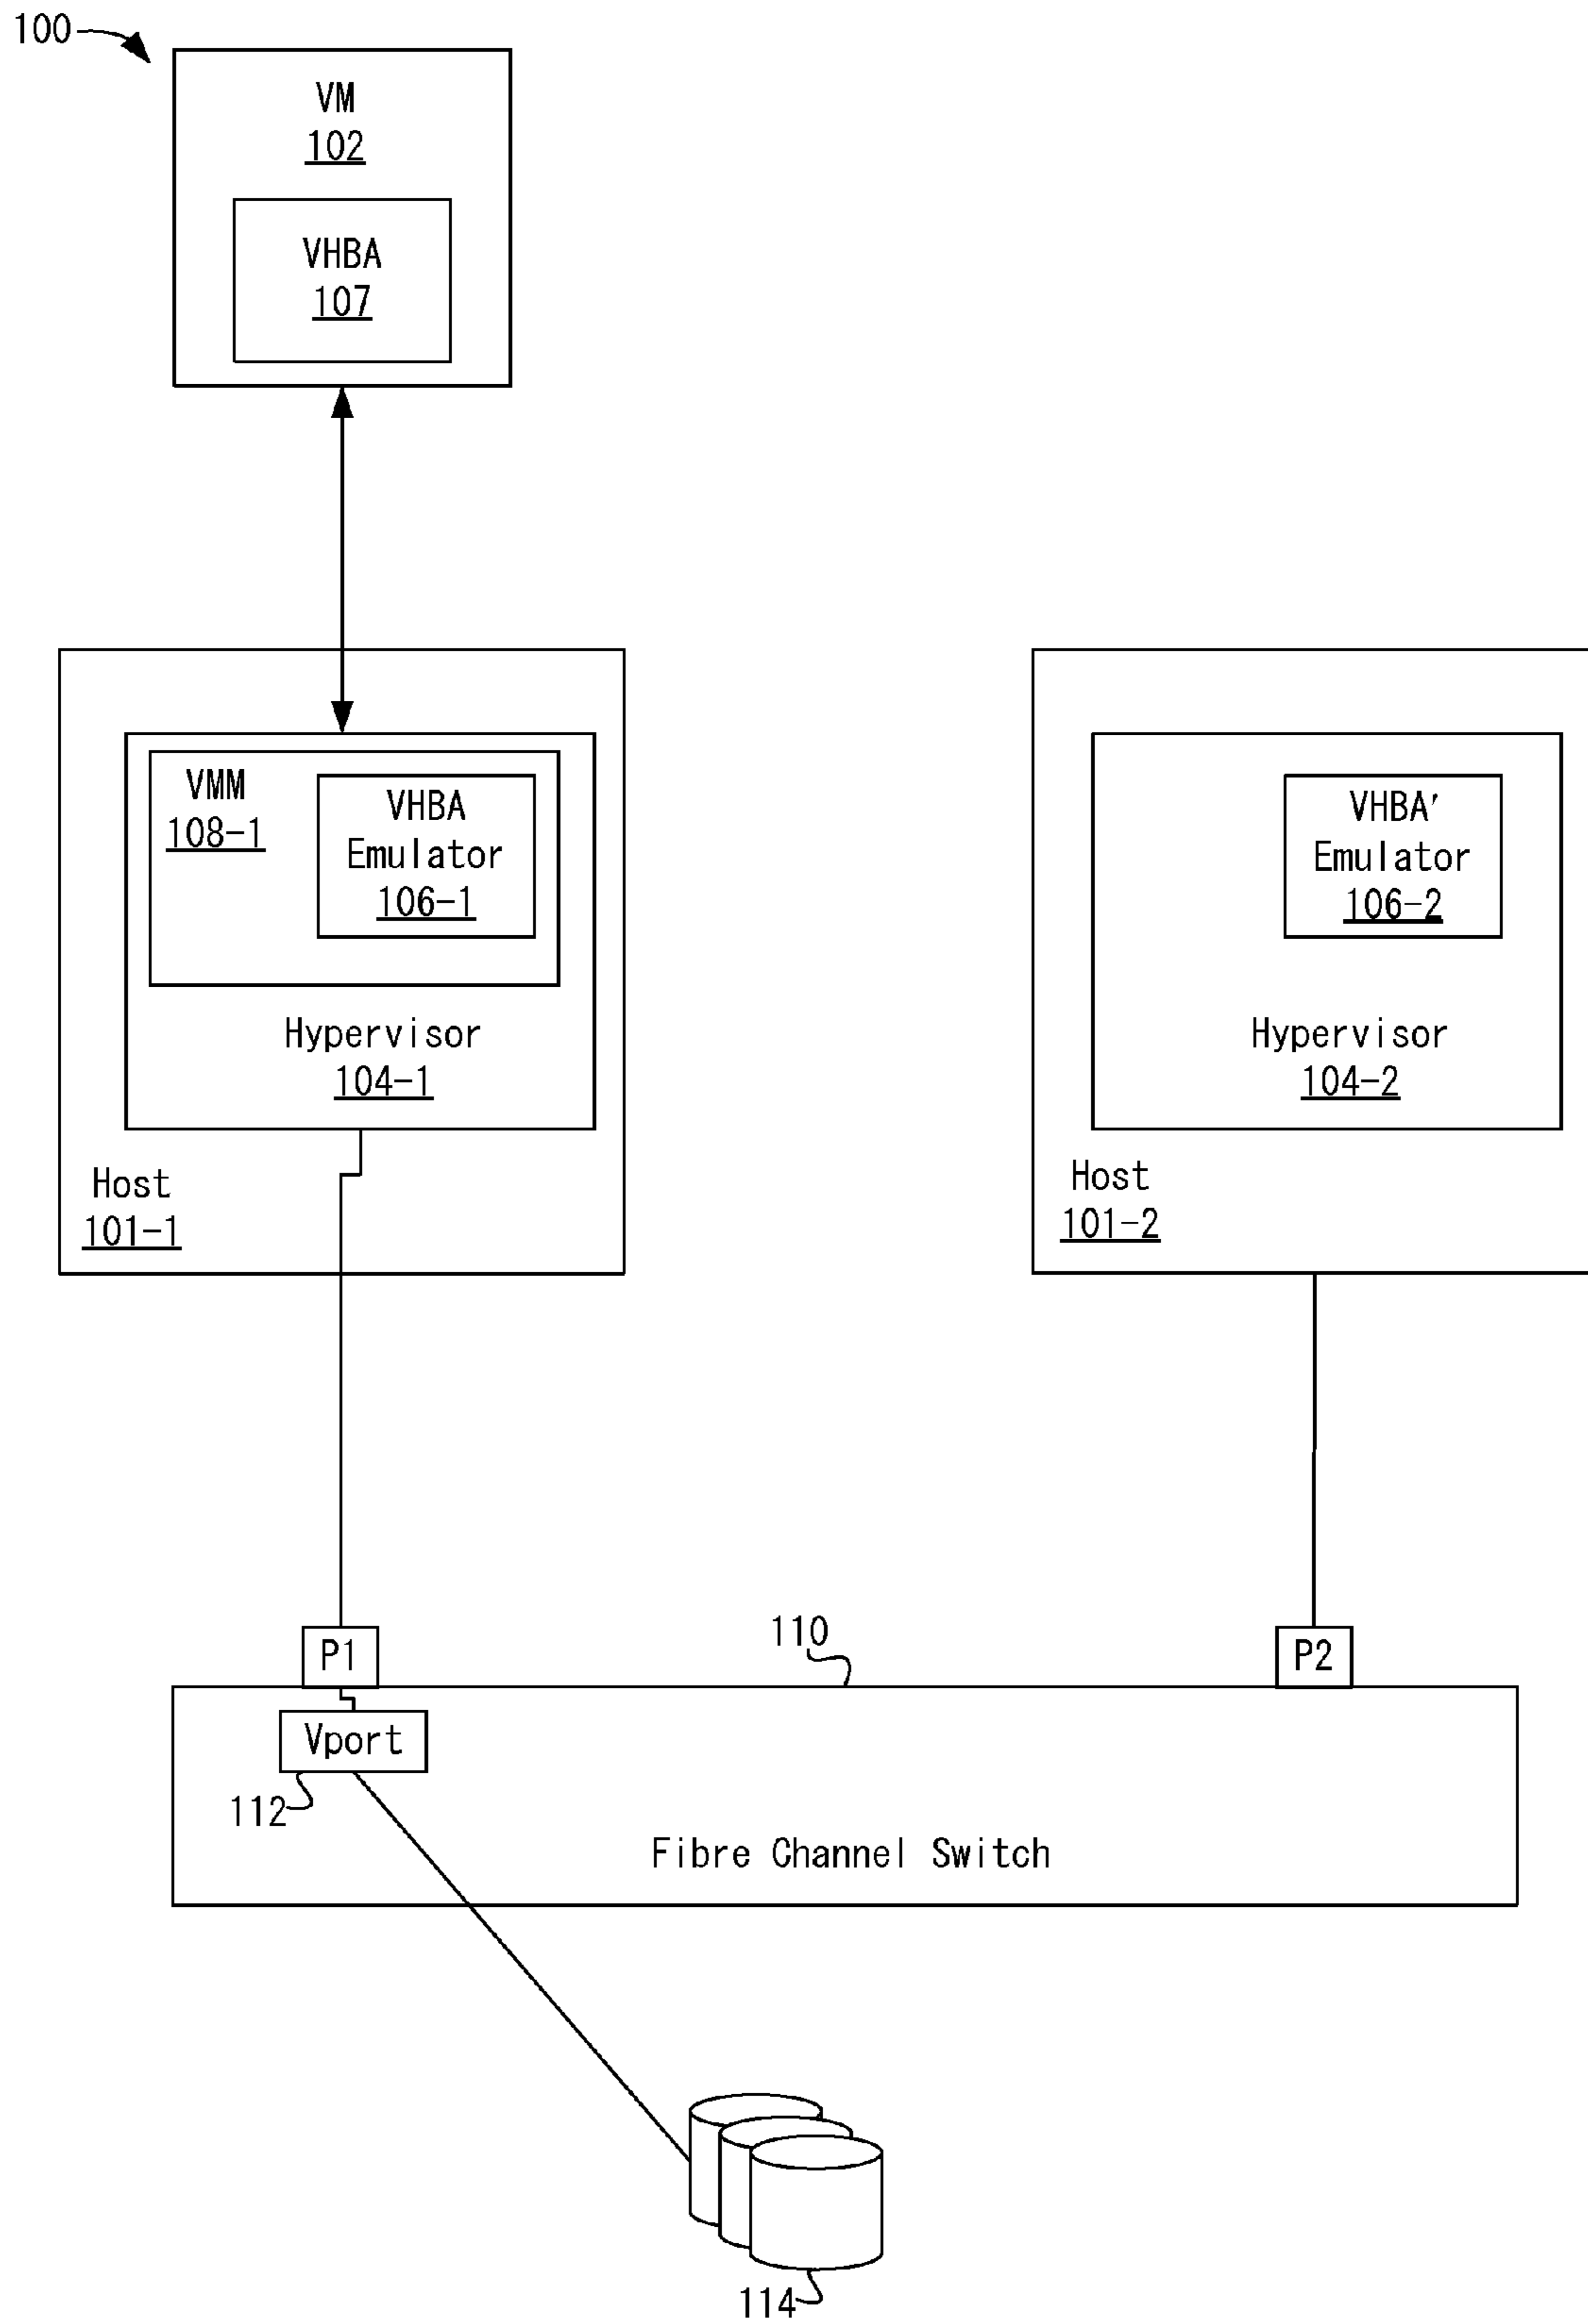 100
VM
102
VHBA
107
VMM
108-1
VHBA
Emulator
106-1
Hypervisor
104-1
Host
101-1
VHBA'
Emulator
106-2
Hypervisor
104-2
Host
101-2
P1
110
P2
Vport
112
Fibre Channel Switch
114